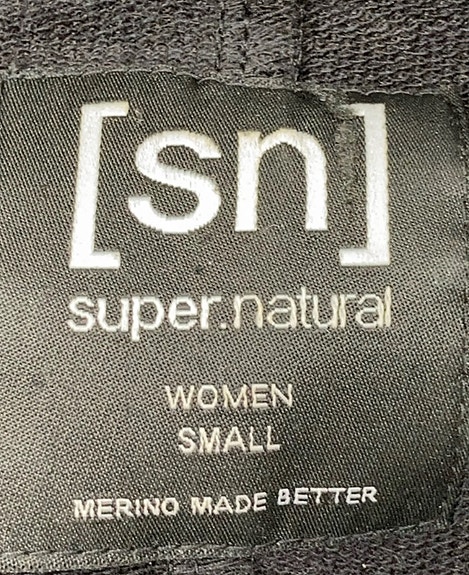 [sn]
super.natural
WOMEN
SMALL
MERINO MADE BETTER